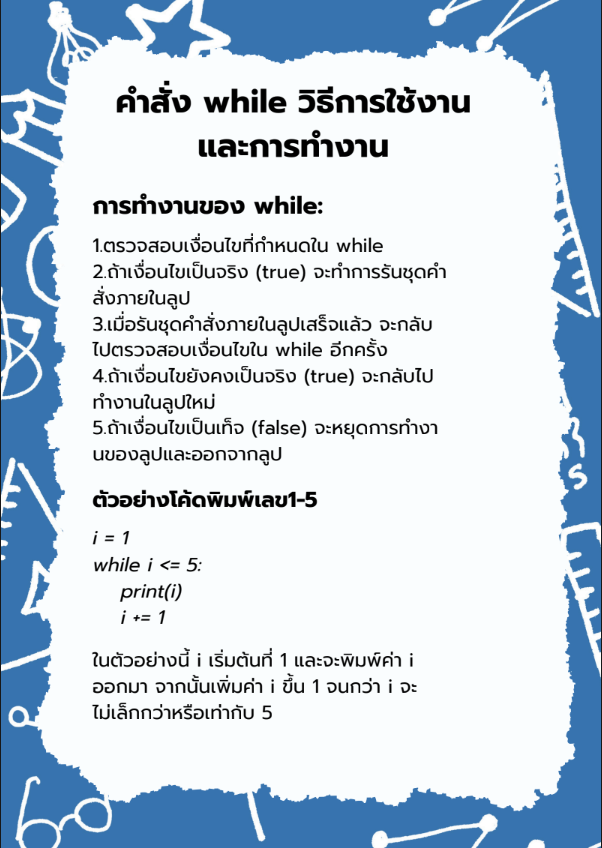 คำสั่ง while วิธีการใช้งาน
และการทำงาน
การทำงานของ while:
1.ตรวจสอบเงื่อนไขที่กำหนดใน while
2.ถ้าเงื่อนไขเป็นจริง (true) จะทำการรันชุดคำ
สั่งภายในลูป
3.เมื่อรันชุดคำสั่งภายในลูปเสร็จแล้ว จะกลับ
ไปตรวจสอบเงื่อนไขใน while อีกครั้ง
4.ถ้าเงื่อนไขยังคงเป็นจริง (true) จะกลับไป
ทำงานในลูปใหม่
5.ถ้าเงื่อนไขเป็นเท็จ (false) จะหยุดการทำงา
นของลูปและออกจากลูป
ตัวอย่างโค้ดพิมพ์เลข1-5
i = 1
while i <= 5:
print(i)
i += 1
ในตัวอย่างนี้ i เริ่มต้นที่ 1 และจะพิมพ์ค่า i
ออกมา จากนั้นเพิ่มค่า i ขึ้น 1 จนกว่า i จะ
ไม่เล็กกว่าหรือเท่ากับ 5